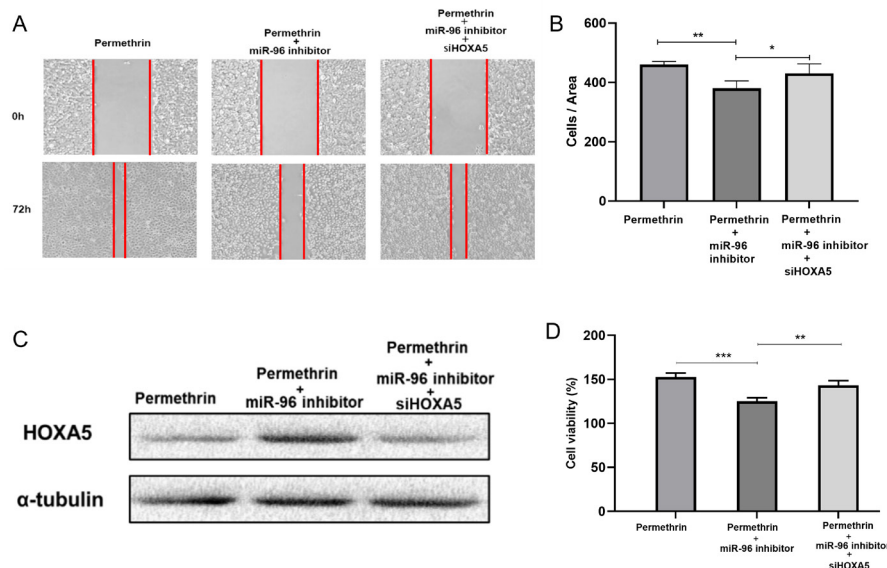 A
Permethrin
Permethrin
+
miR-96 inhibitor
Permethrin
+
miR-96 inhibitor
+
siHOXA5
0h
72h
B
Cells / Area
600
400
200
0
**
*
Permethrin
Permethrin
+
miR-96
inhibitor
Permethrin
+
miR-96 inhibitor
+
siHOXA5
C
Permethrin
Permethrin
+
miR-96 inhibitor
Permethrin
+
miR-96 inhibitor
+
siHOXA5
HOXA5
α-tubulin
D
Cell viability (%)
200
150
100
50
0
***
**
Permethrin
Permethrin
+
miR-96 inhibitor
Permethrin
+
miR-96 inhibitor
+
siHOXA5